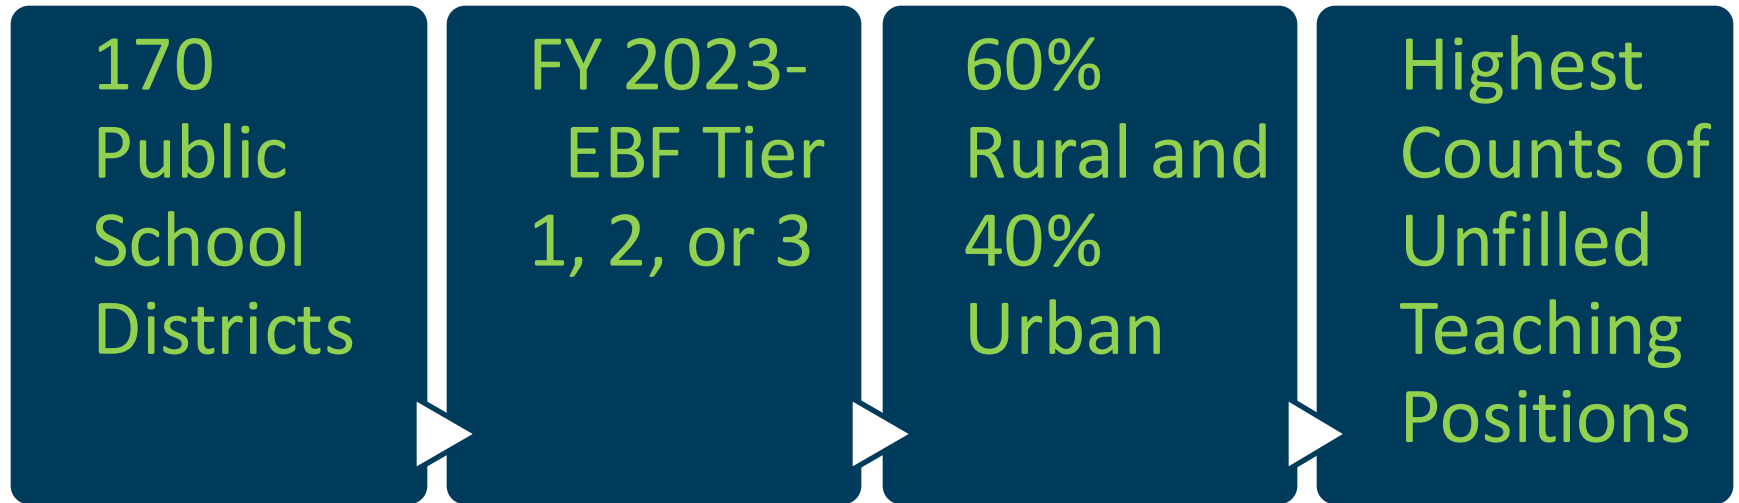 170
Public
School
Districts
FY 2023-
EBF Tier
1, 2, or 3
60%
Rural and
40%
Urban
Highest
Counts of
Unfilled
Teaching
Positions